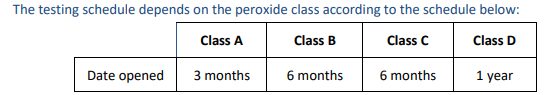 The testing schedule depends on the peroxide class according to the schedule below:
Class A Class B Class C Class D
Date opened 3 months 6 months 6 months 1 year